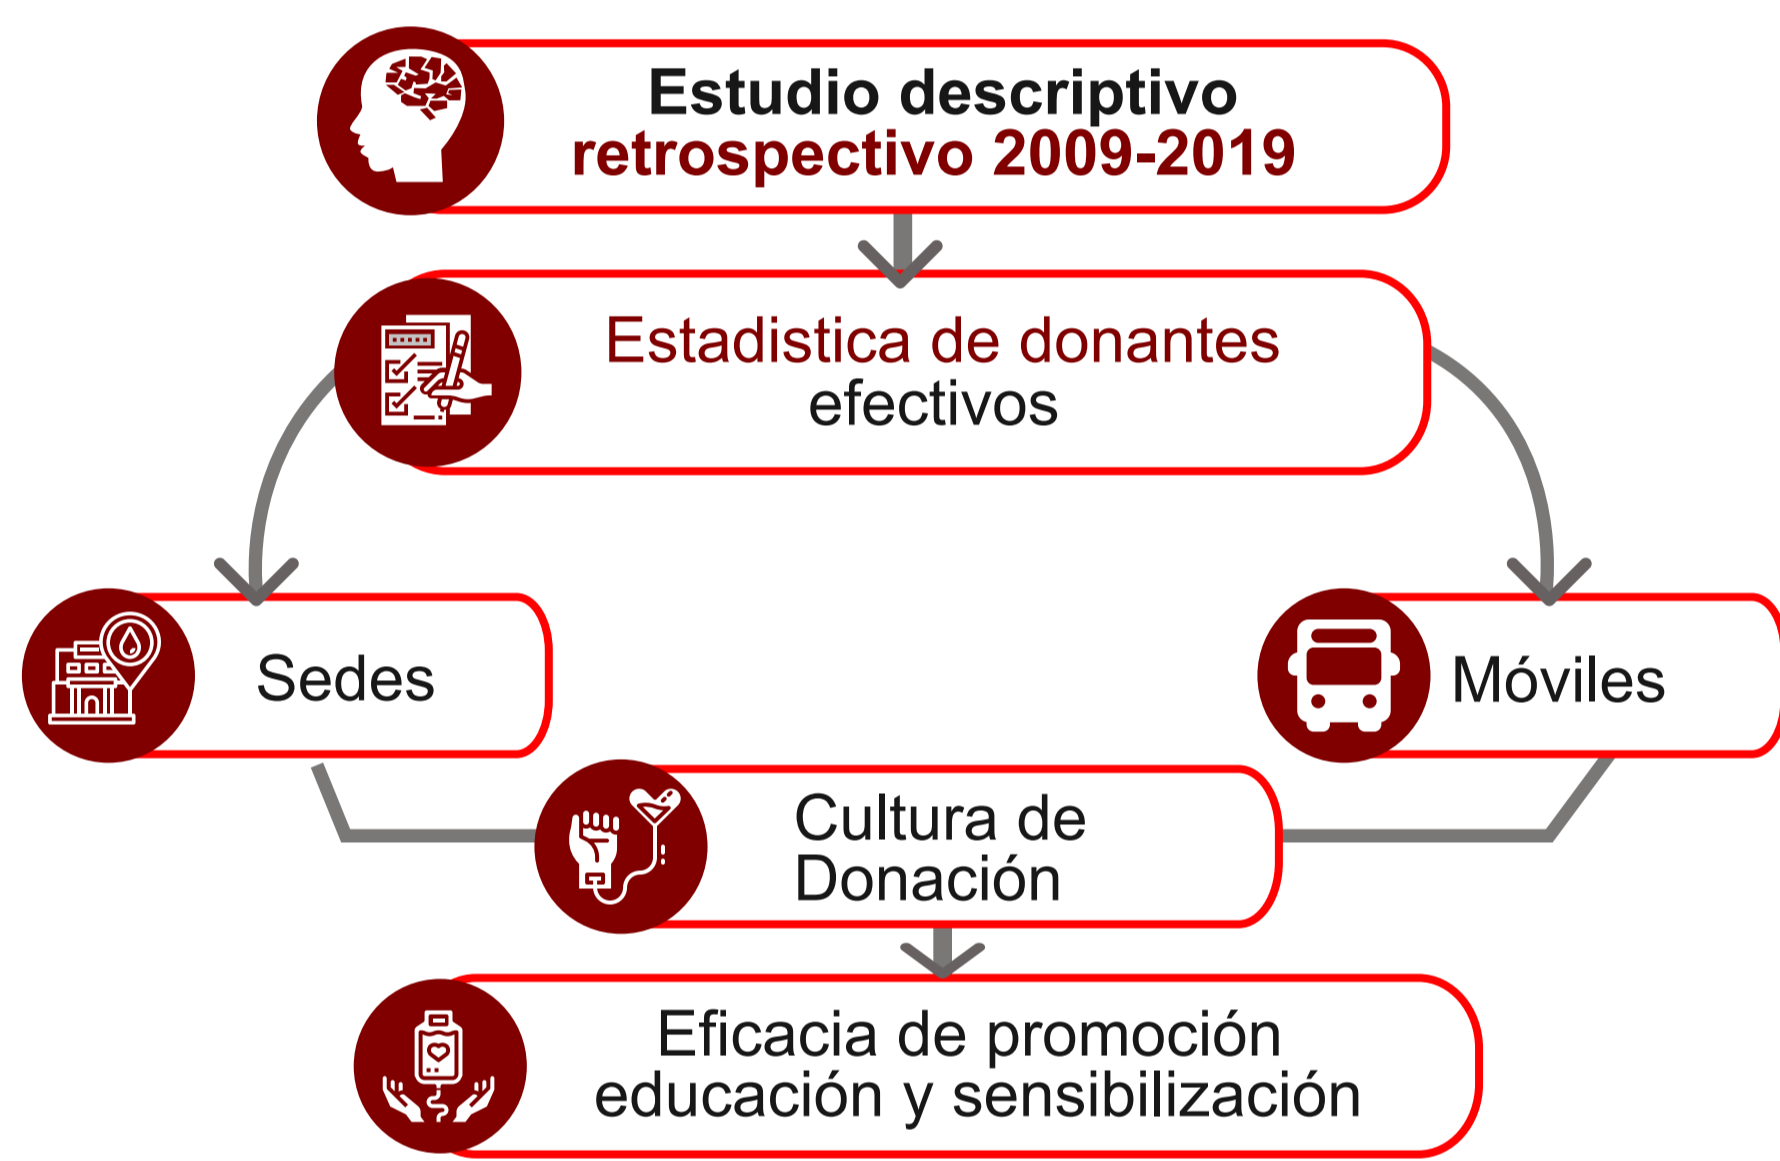 Estudio descriptivo
retrospectivo 2009-2019
Estadistica de donantes
efectivos
Sedes
Móviles
Cultura de
Donación
Eficacia de promoción
educación y sensibilización